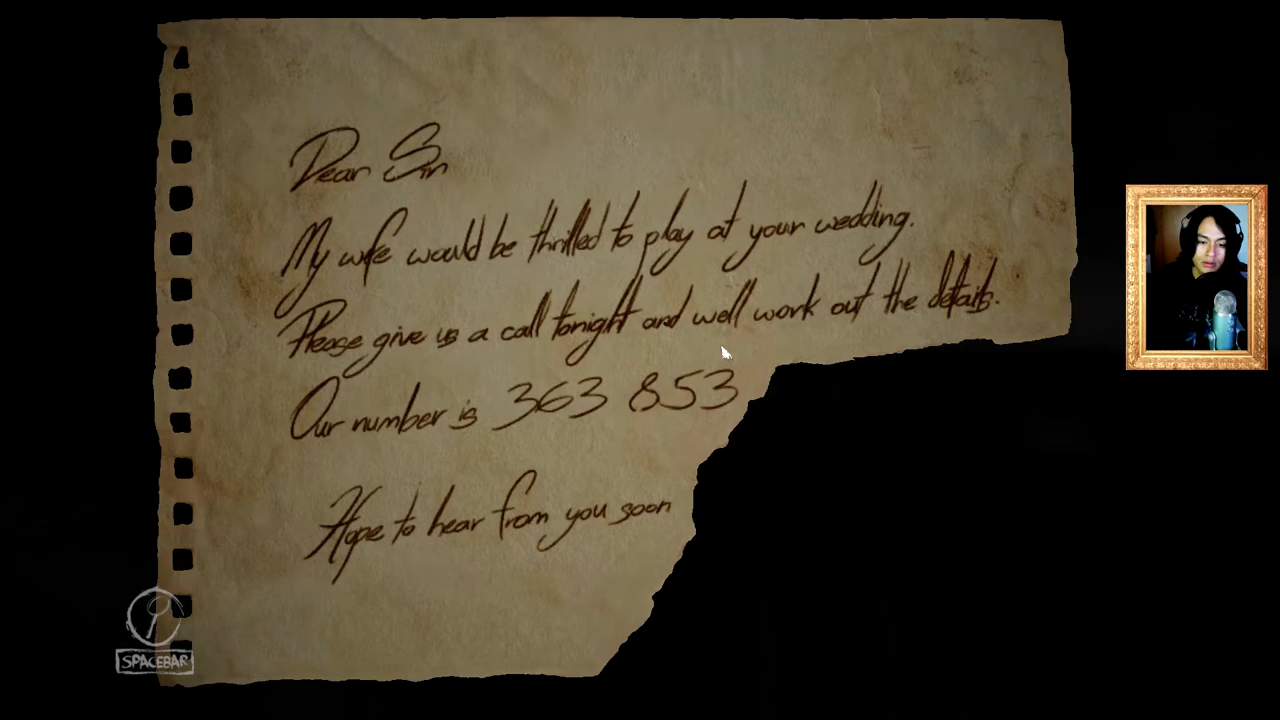 Dear Sir
My wife would be thrilled to play at your wedding.
Please give us a call tonight and we'll work out the details.
Our number is 363 853
Hope to hear from you soon
SPACEBAR